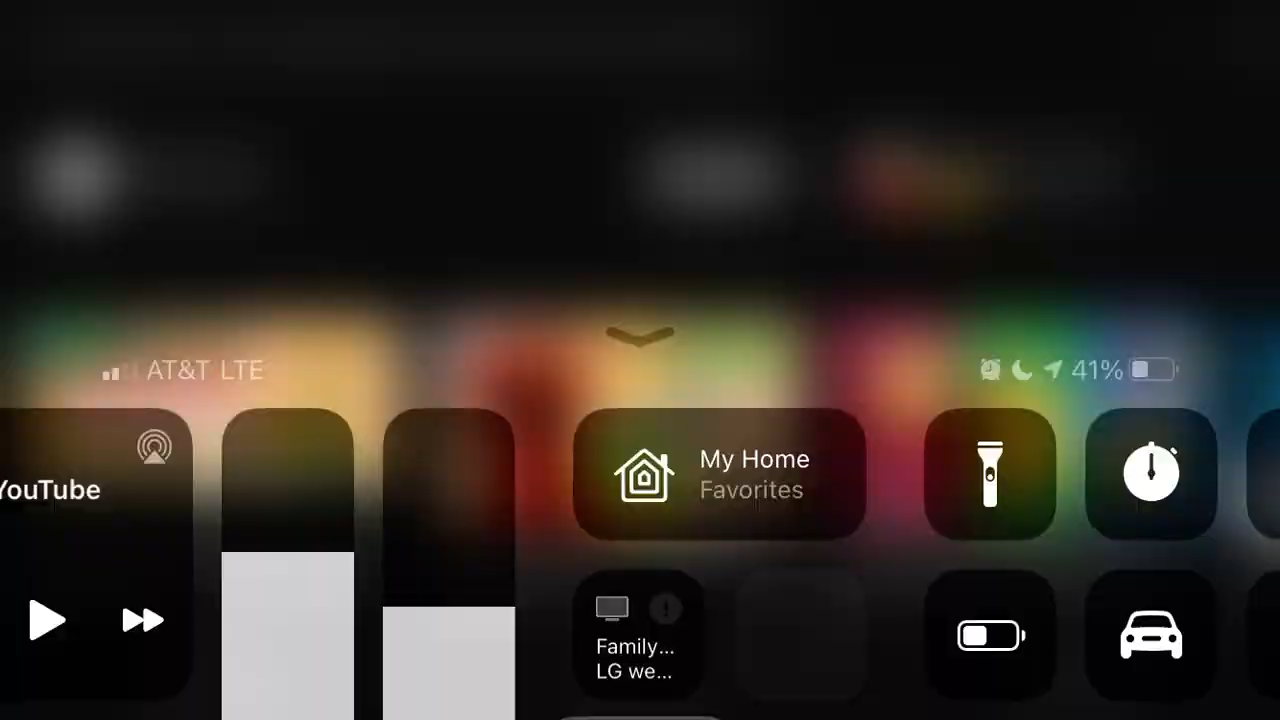 AT&T LTE
41%
YouTube
My Home
Favorites
Family...
LG we...